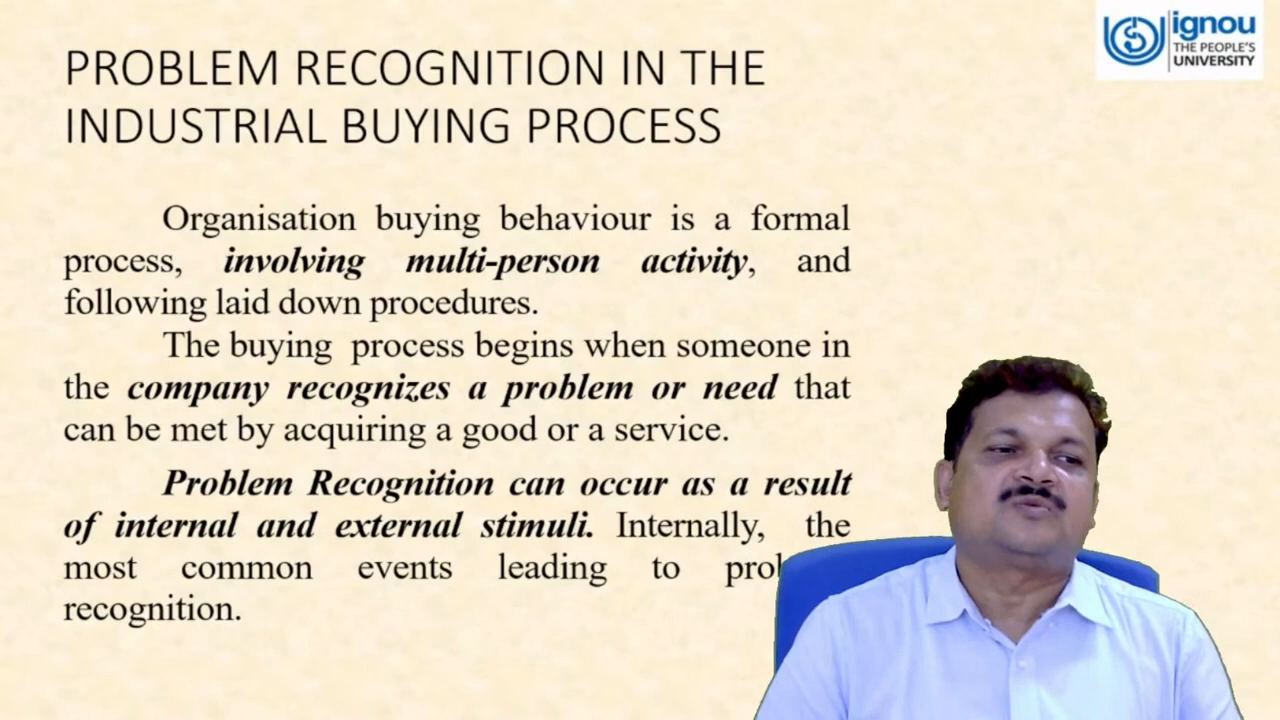 PROBLEM RECOGNITION IN THE
INDUSTRIAL BUYING PROCESS
ignou
THE PEOPLE'S
UNIVERSITY
Organisation buying behaviour is a formal
process, involving multi-person activity, and
following laid down procedures.
The buying process begins when someone in
the company recognizes a problem or need that
can be met by acquiring a good or a service.
Problem Recognition can occur as a result
of internal and external stimuli. Internally, the
most common events leading to
recognition.